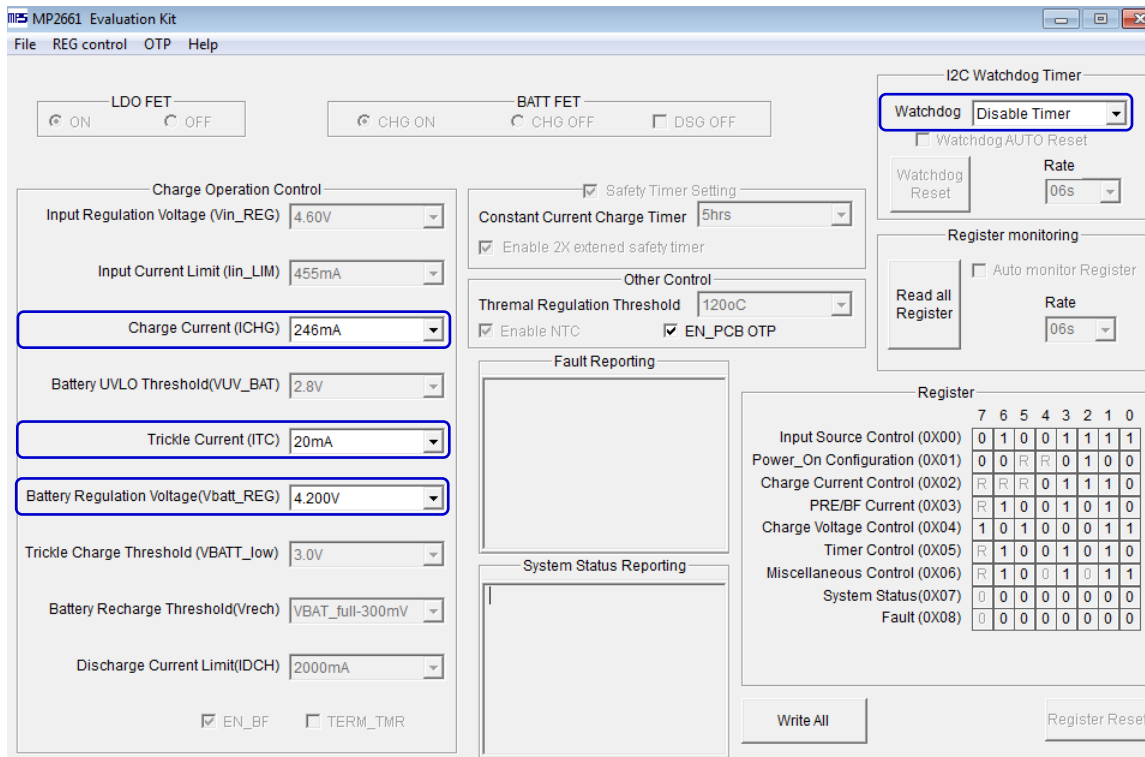 mps MP2661 Evaluation Kit
File REG control OTP Help
LDO FET
ON OFF
BATT FET
CHG ON CHG OFF DSG OFF
I2C Watchdog Timer
Watchdog Disable Timer
Watchdog AUTO Reset
Watchdog Reset
Rate
06s
Charge Operation Control
Input Regulation Voltage (Vin_REG) 4.60V
Input Current Limit (Iin_LIM) 455mA
Charge Current (ICHG) 246mA
Battery UVLO Threshold(VUV_BAT) 2.8V
Trickle Current (ITC) 20mA
Battery Regulation Voltage(Vbatt_REG) 4.200V
Trickle Charge Threshold (VBATT_low) 3.0V
Battery Recharge Threshold(Vrech) VBAT_full-300mV
Discharge Current Limit(IDCH) 2000mA
EN_BF TERM_TMR
Safety Timer Setting
Constant Current Charge Timer 5hrs
Enable 2X extened safety timer
Other Control
Thremal Regulation Threshold 120oC
Enable NTC EN_PCB OTP
Fault Reporting
System Status Reporting
Register monitoring
Read all Register
Auto monitor Register
Rate
06s
Register
7 6 5 4 3 2 1 0
Input Source Control (0X00) 0 1 0 0 1 1 1 1
Power_On Configuration (0X01) 0 0 R R 0 1 0 0
Charge Current Control (0X02) R R R 0 1 1 1 0
PRE/BF Current (0X03) R 1 0 0 1 0 1 0
Charge Voltage Control (0X04) 1 0 1 0 0 0 1 1
Timer Control (0X05) R 1 0 0 1 0 1 0
Miscellaneous Control (0X06) R 1 0 0 1 0 1 1
System Status(0X07) 0 0 0 0 0 0 0 0
Fault (0X08) 0 0 0 0 0 0 0 0
Write All
Register Reset